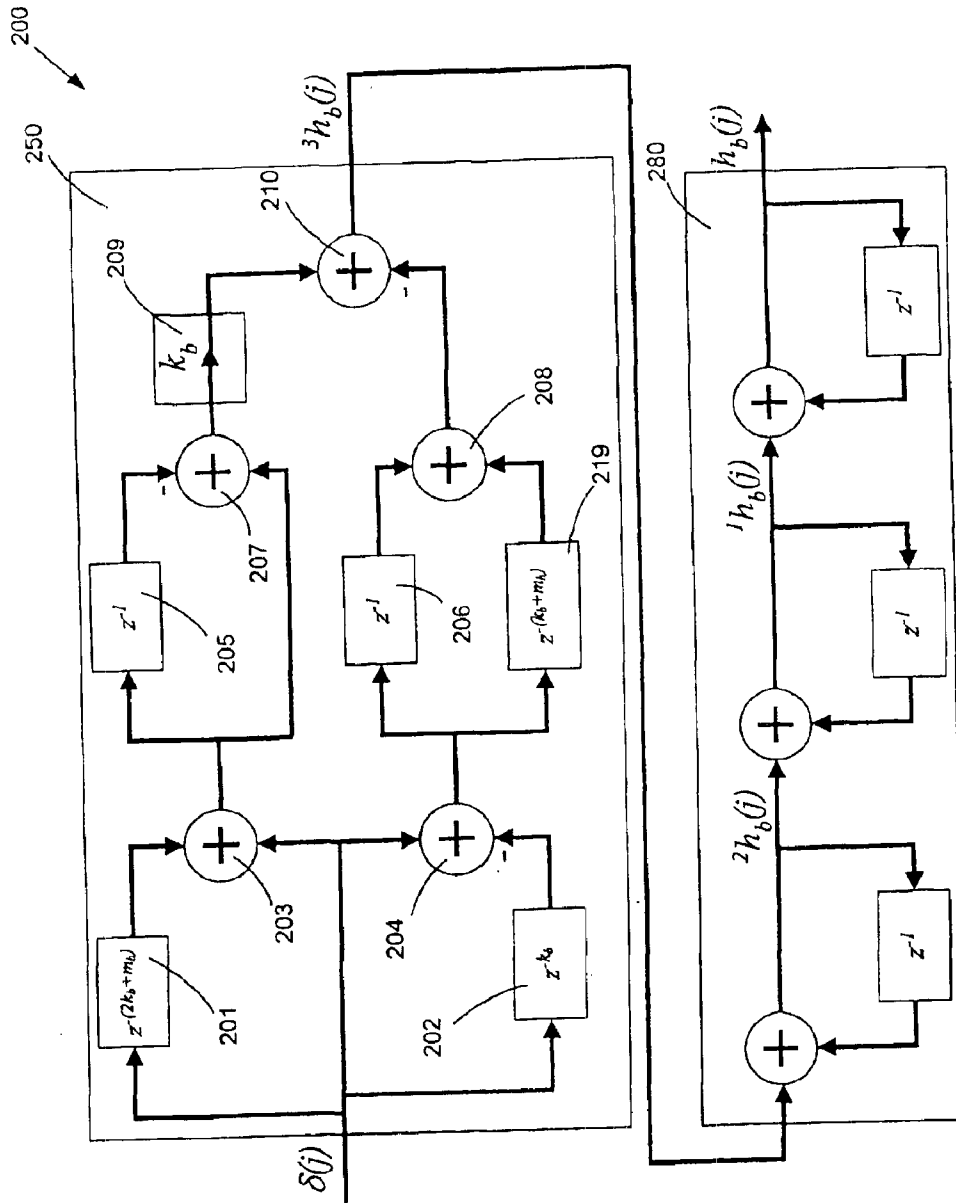 200
250
209
k_b
210
³h_b(j)
205
z⁻¹
-
207
206
z⁻¹
208
219
z^-(k_b+m_b)
-
201
z^-(2k_b+m_b)
203
204
-
202
z^-k_b
δ(j)
280
h_b(j)
z⁻¹
¹h_b(j)
z⁻¹
²h_b(j)
z⁻¹
+
+
+
+
+
+
+
+